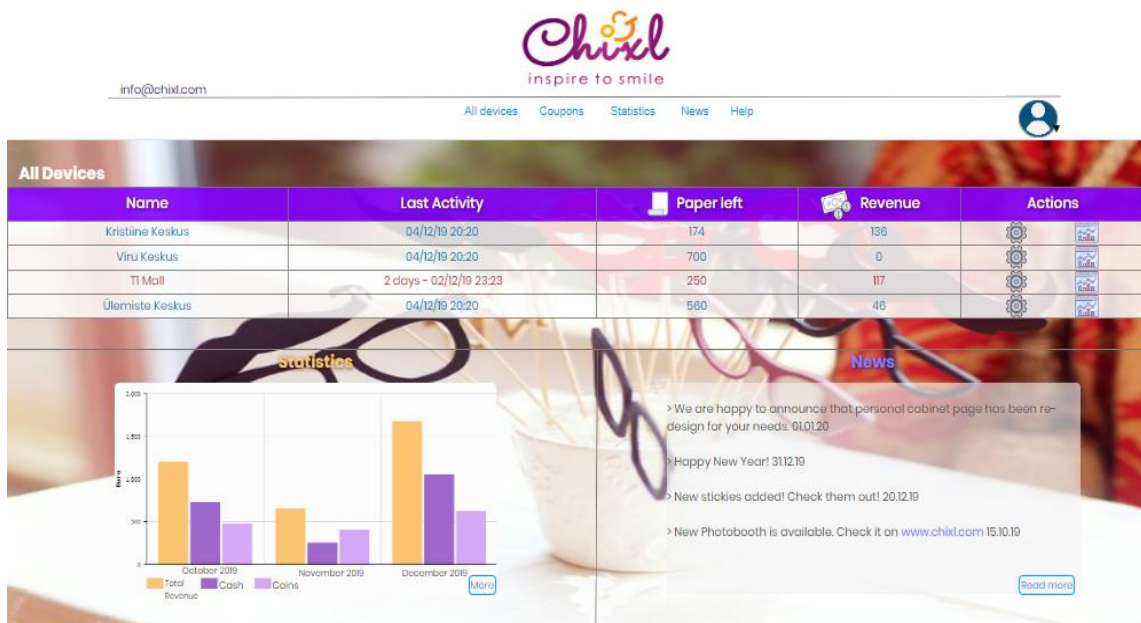 Chixl
inspire to smile
info@chixl.com
All devices Coupons Statistics News Help
All Devices
Name Last Activity Paper left Revenue Actions
Kristiine Keskus 04/12/19 20:20 174 136
Viru Keskus 04/12/19 20:20 700 0
T1 Mall 2 days - 02/12/19 23:23 250 117
Ülemiste Keskus 04/12/19 20:20 560 46
Statistics
2,000
1,500
1,000
500
0
Euro
October 2019 November 2019 December 2019
Total Revenue Cash Coins
More
News
> We are happy to announce that personal cabinet page has been re-
design for your needs. 01.01.20
> Happy New Year! 31.12.19
> New stickies added! Check them out! 20.12.19
> New Photobooth is available. Check it on www.chixl.com 15.10.19
Read more